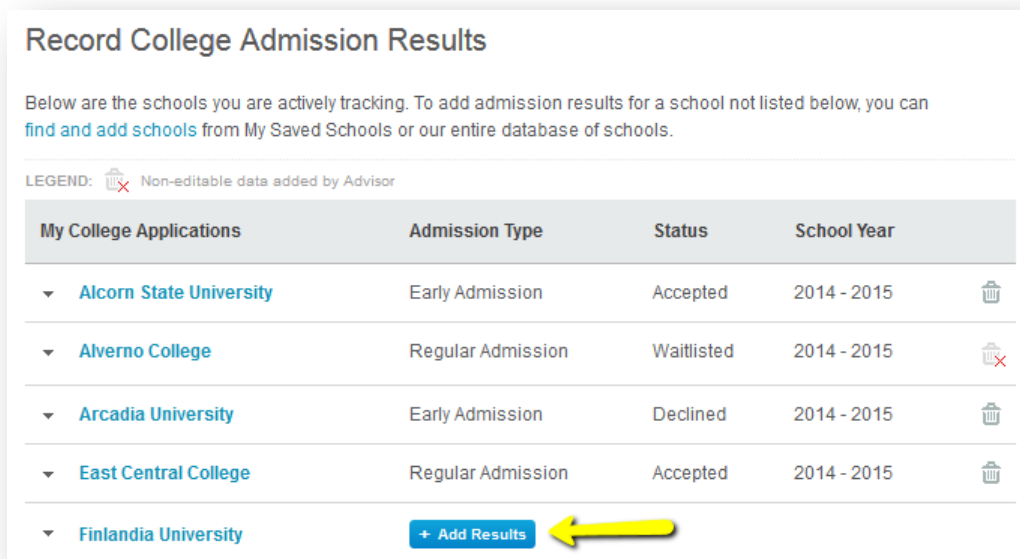 Record College Admission Results
Below are the schools you are actively tracking. To add admission results for a school not listed below, you can
find and add schools from My Saved Schools or our entire database of schools.
LEGEND: Non-editable data added by Advisor
My College Applications Admission Type Status School Year
Alcorn State University Early Admission Accepted 2014 - 2015
Alverno College Regular Admission Waitlisted 2014 - 2015
Arcadia University Early Admission Declined 2014 - 2015
East Central College Regular Admission Accepted 2014 - 2015
Finlandia University + Add Results